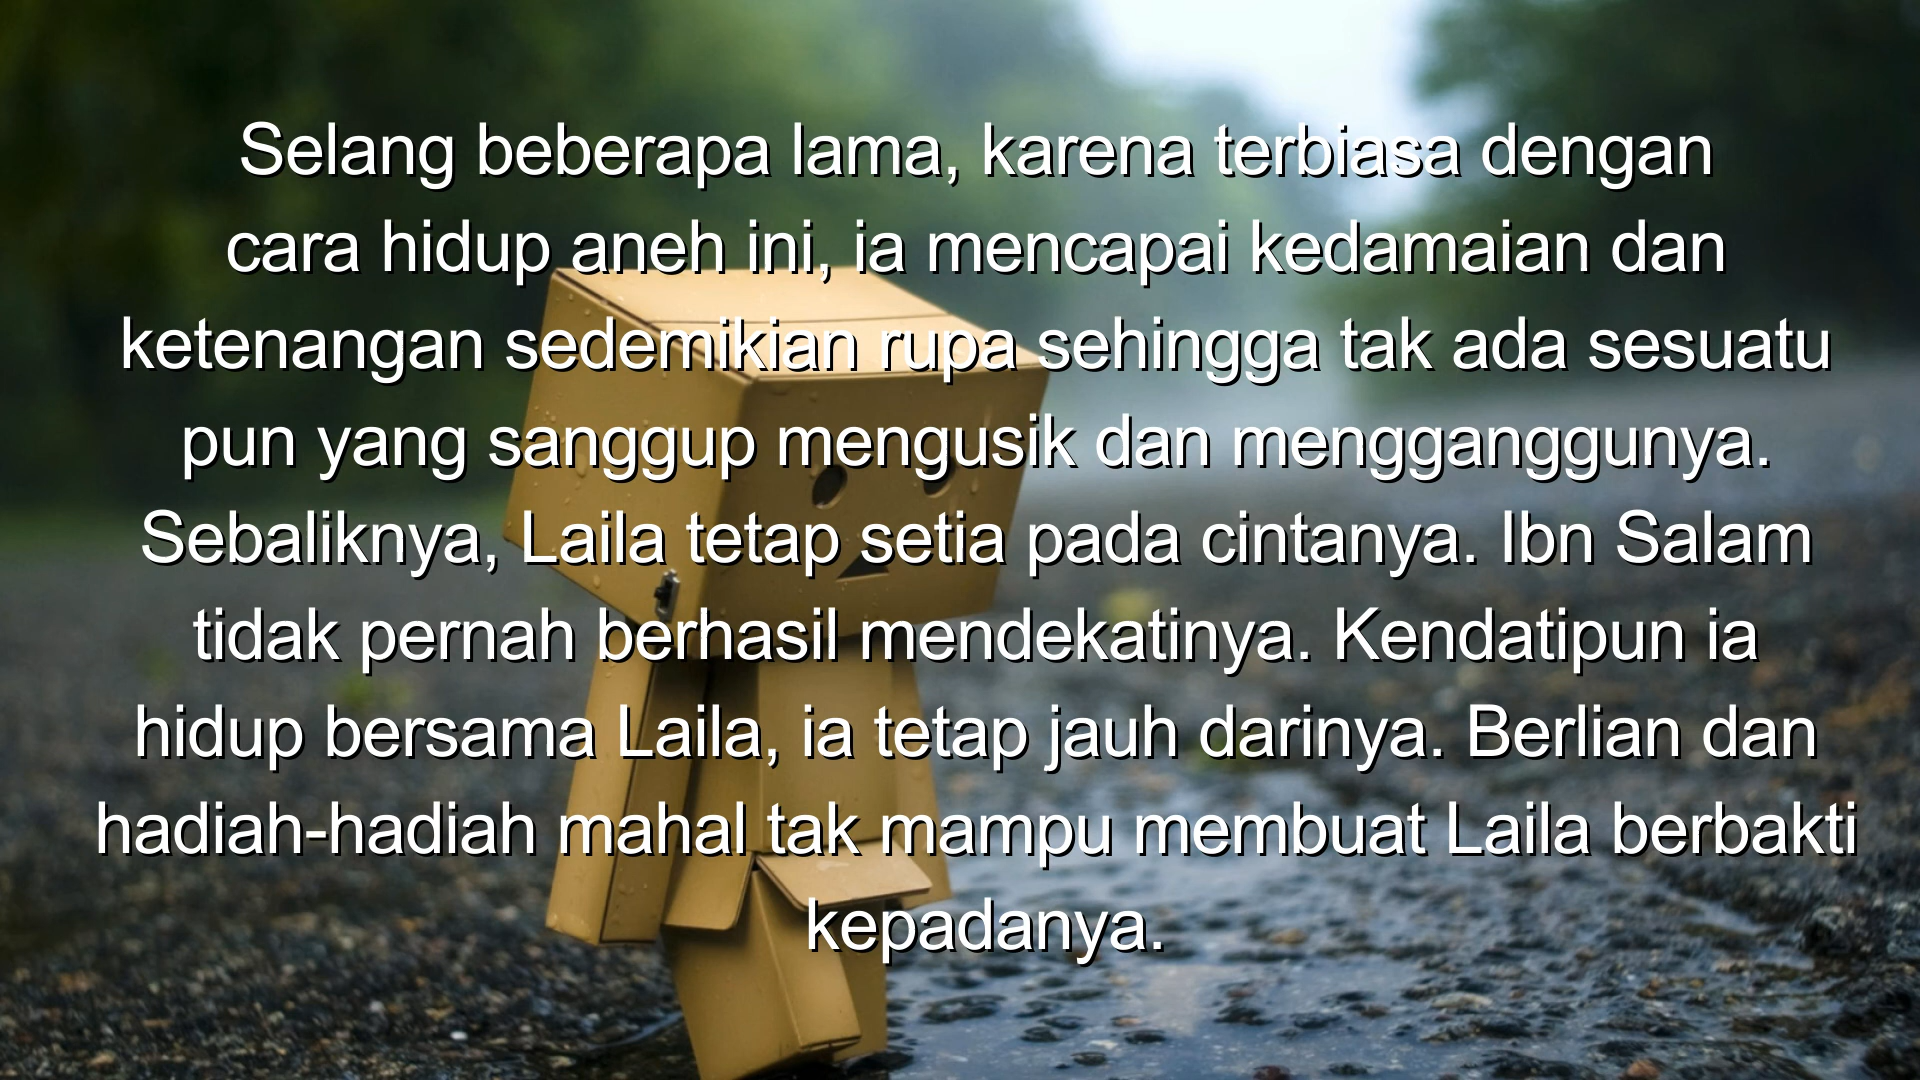 Selang beberapa lama, karena terbiasa dengan
cara hidup aneh ini, ia mencapai kedamaian dan
ketenangan sedemikian rupa sehingga tak ada sesuatu
pun yang sanggup mengusik dan mengganggunya.
Sebaliknya, Laila tetap setia pada cintanya. Ibn Salam
tidak pernah berhasil mendekatinya. Kendatipun ia
hidup bersama Laila, ia tetap jauh darinya. Berlian dan
hadiah-hadiah mahal tak mampu membuat Laila berbakti
kepadanya.